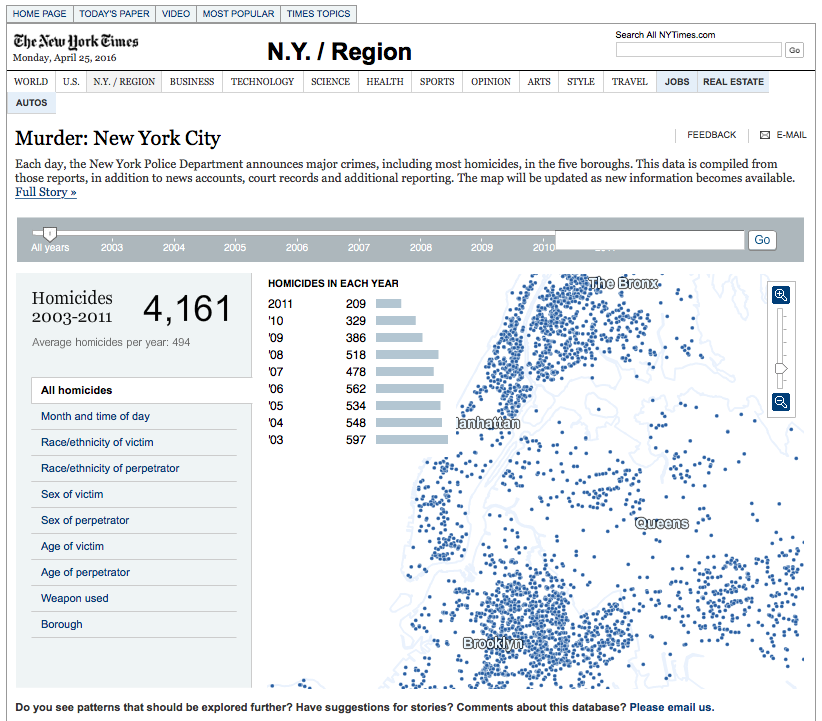 HOME PAGE TODAY'S PAPER VIDEO MOST POPULAR TIMES TOPICS
The New York Times
Monday, April 25, 2016
N.Y. / Region
Search All NYTimes.com
Go
WORLD U.S. N.Y. / REGION BUSINESS TECHNOLOGY SCIENCE HEALTH SPORTS OPINION ARTS STYLE TRAVEL JOBS REAL ESTATE
AUTOS
Murder: New York City
FEEDBACK E-MAIL
Each day, the New York Police Department announces major crimes, including most homicides, in the five boroughs. This data is compiled from
those reports, in addition to news accounts, court records and additional reporting. The map will be updated as new information becomes available.
Full Story »
All years 2003 2004 2005 2006 2007 2008 2009 2010
Go
Homicides
2003-2011
4,161
Average homicides per year: 494
All homicides
Month and time of day
Race/ethnicity of victim
Race/ethnicity of perpetrator
Sex of victim
Sex of perpetrator
Age of victim
Age of perpetrator
Weapon used
Borough
HOMICIDES IN EACH YEAR
2011 209
'10 329
'09 386
'08 518
'07 478
'06 562
'05 534
'04 548
'03 597
The Bronx
anhattan
Queens
Brooklyn
Do you see patterns that should be explored further? Have suggestions for stories? Comments about this database? Please email us.